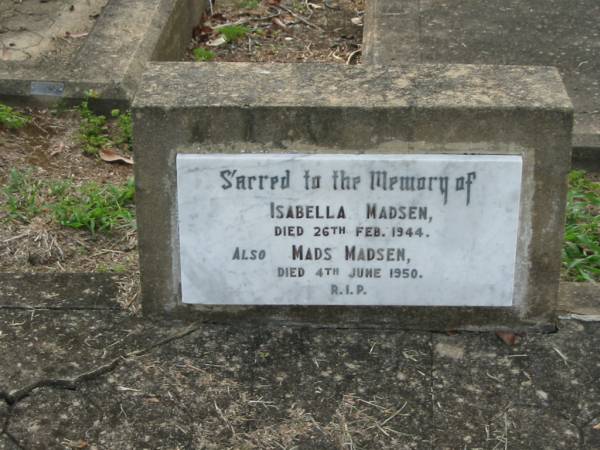 Sacred to the Memory of
ISABELLA MADSEN,
DIED 26TH FEB. 1944.
ALSO MADS MADSEN,
DIED 4TH JUNE 1950.
R.I.P.